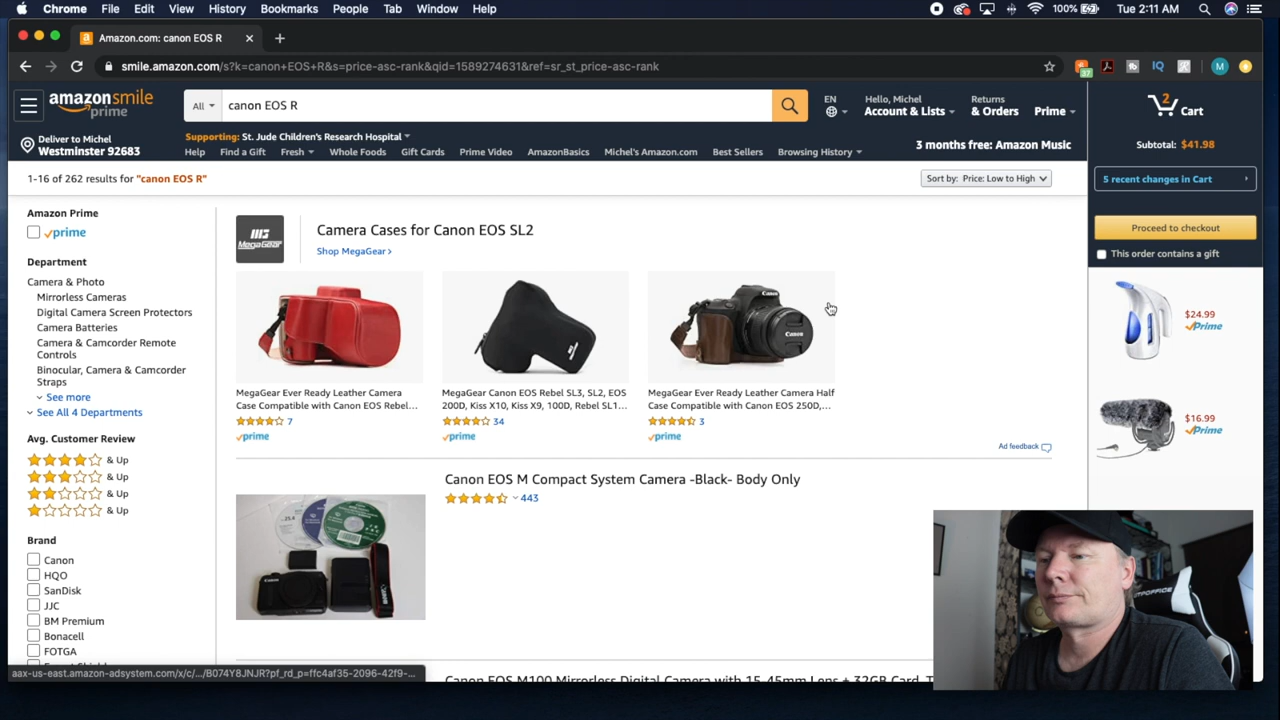 Chrome File Edit View History Bookmarks People Tab Window Help 100% Tue 2:11 AM
Amazon.com: canon EOS R
smile.amazon.com/s?k=canon+EOS+R&s=price-asc-rank&qid=1589274631&ref=sr_st_price-asc-rank
37 IQ M
amazonsmile prime
All canon EOS R
EN
Hello, Michel
Account & Lists
Returns
& Orders
Prime
2
Cart
Deliver to Michel
Westminster 92683
Supporting: St. Jude Children's Research Hospital
Help Find a Gift Fresh Whole Foods Gift Cards Prime Video AmazonBasics Michel's Amazon.com Best Sellers Browsing History
3 months free: Amazon Music
Subtotal: $41.98
1-16 of 262 results for "canon EOS R"
Sort by: Price: Low to High
5 recent changes in Cart
Proceed to checkout
This order contains a gift
$24.99
prime
$16.99
prime
Amazon Prime
prime
Department
Camera & Photo
Mirrorless Cameras
Digital Camera Screen Protectors
Camera Batteries
Camera & Camcorder Remote
Controls
Binocular, Camera & Camcorder
Straps
See more
See All 4 Departments
Avg. Customer Review
& Up
& Up
& Up
& Up
Brand
Canon
HQO
SanDisk
JJC
BM Premium
Bonacell
FOTGA
MegaGear
Camera Cases for Canon EOS SL2
Shop MegaGear ›
Canon
Canon
MegaGear Ever Ready Leather Camera
Case Compatible with Canon EOS Rebel...
7
prime
MegaGear Canon EOS Rebel SL3, SL2, EOS
200D, Kiss X10, Kiss X9, 100D, Rebel SL1...
34
prime
MegaGear Ever Ready Leather Camera Half
Case Compatible with Canon EOS 250D,...
3
prime
Ad feedback
Canon EOS M Compact System Camera -Black- Body Only
443
Canon EOS M100 Mirrorless Digital Camera with 15-45mm Lens + 32GB Card,
aax-us-east.amazon-adsystem.com/x/c/.../B074Y8JNJR?pf_rd_p=ffc4af35-2096-42f9-...